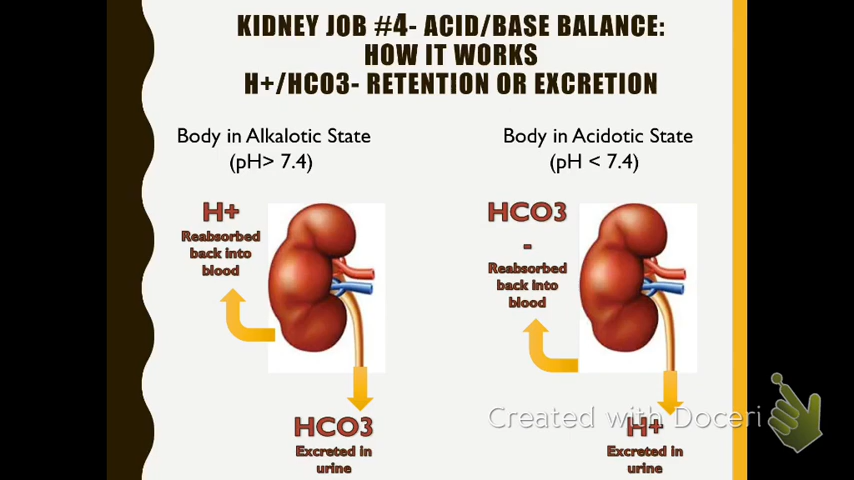 KIDNEY JOB #4- ACID/BASE BALANCE:
HOW IT WORKS
H+/HCO3- RETENTION OR EXCRETION
Body in Alkalotic State
(pH> 7.4)
H+
Reabsorbed
back into
blood
HCO3
Excreted in
urine
Body in Acidotic State
(pH < 7.4)
HCO3
-
Reabsorbed
back into
blood
H+
Excreted in
urine
Created with Doceri